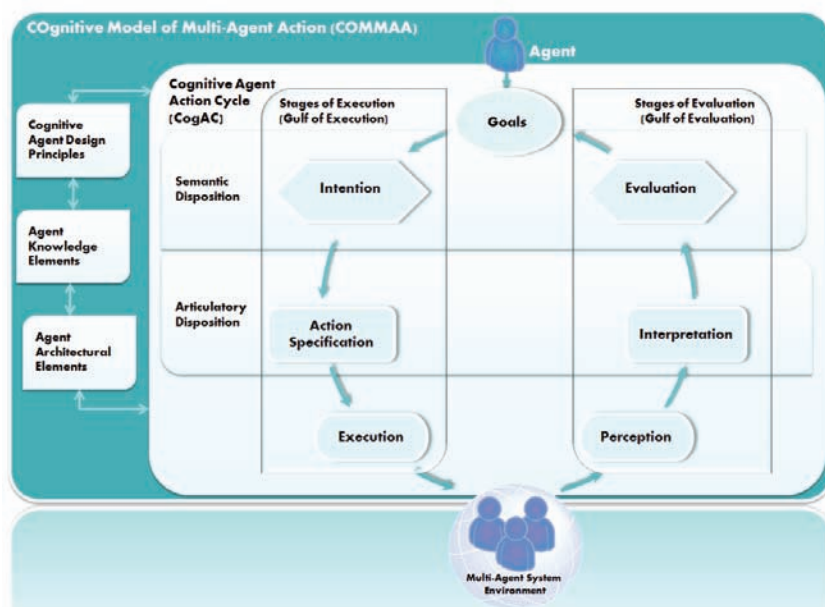 COgnitive Model of Multi-Agent Action (COMMAA)
Agent
Cognitive Agent
Action Cycle
(CogAC)
Stages of Execution
(Gulf of Execution)
Goals
Stages of Evaluation
(Gulf of Evaluation)
Cognitive
Agent Design
Principles
Semantic
Disposition
Intention
Evaluation
Agent
Knowledge
Elements
Articulatory
Disposition
Action
Specification
Interpretation
Agent
Architectural
Elements
Execution
Perception
Multi-Agent System
Environment